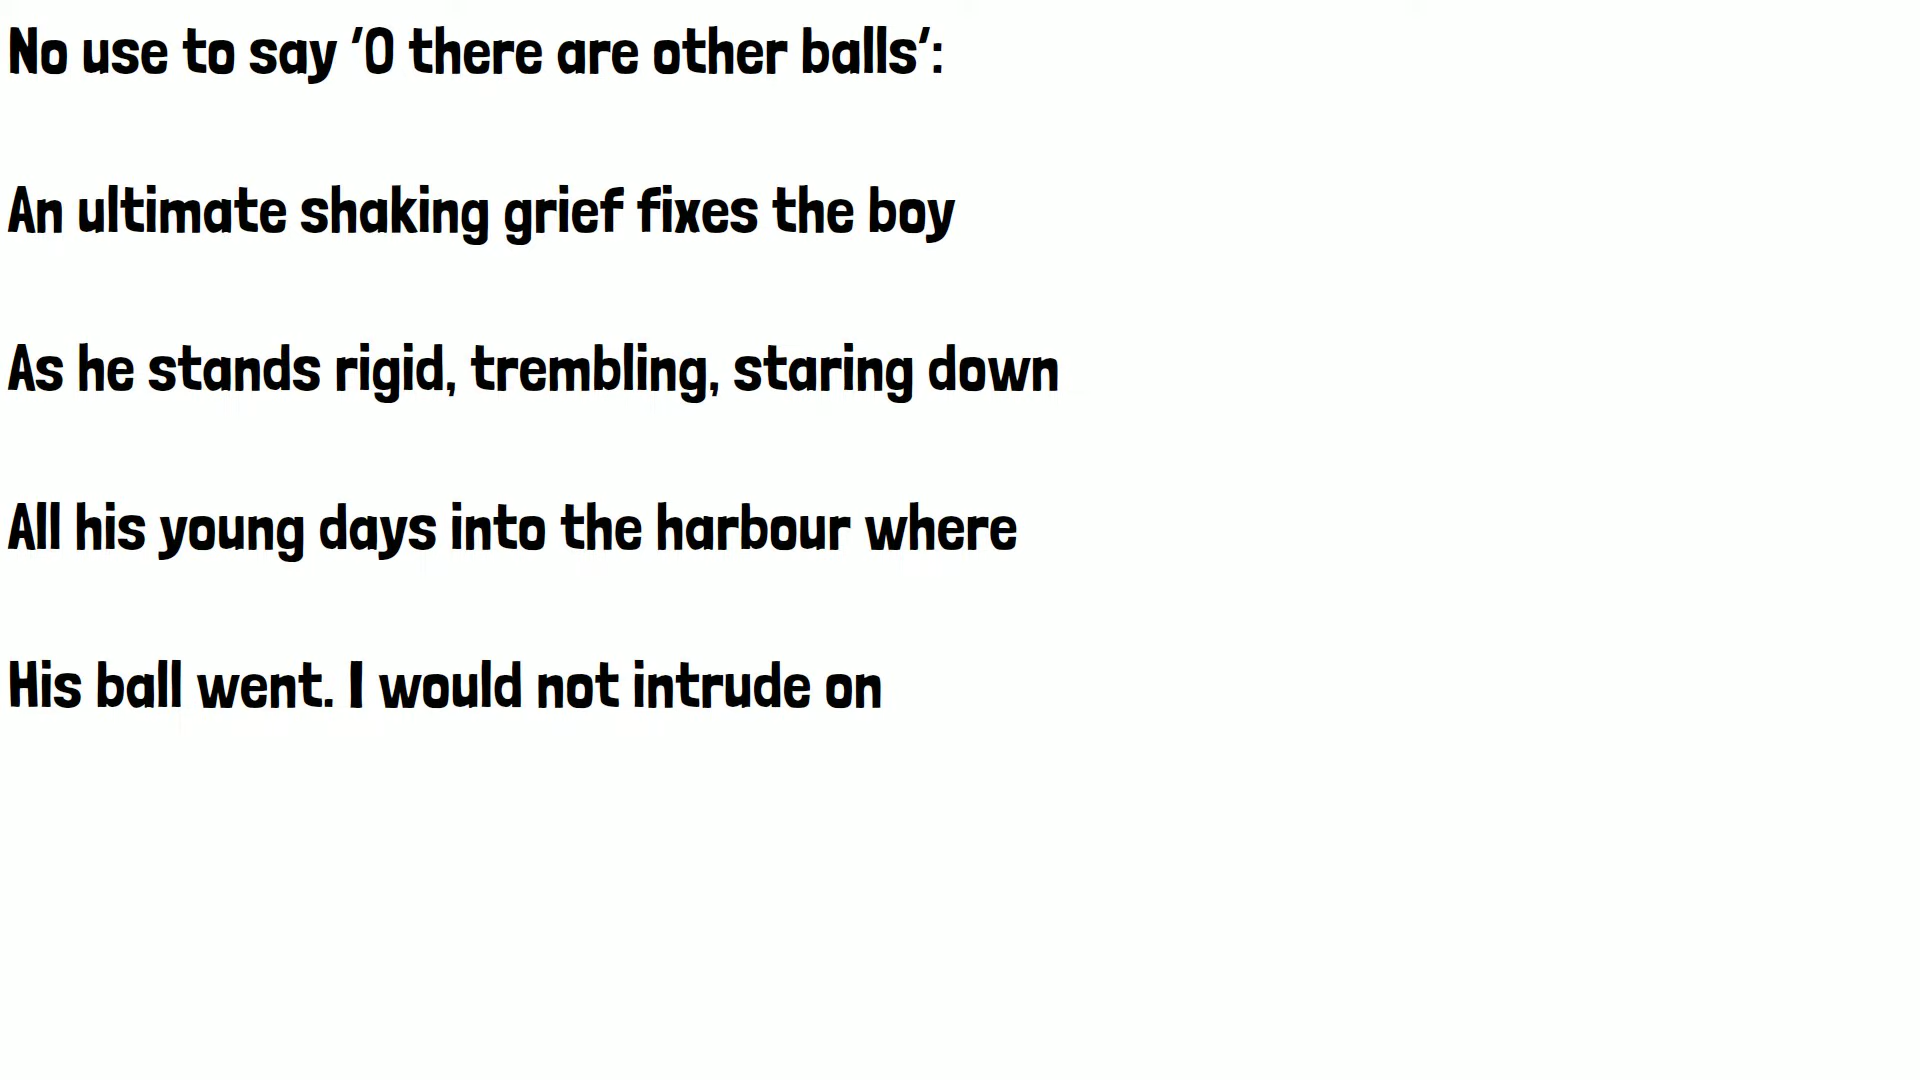 No use to say 'O there are other balls':
An ultimate shaking grief fixes the boy
As he stands rigid, trembling, staring down
All his young days into the harbour where
His ball went. I would not intrude on